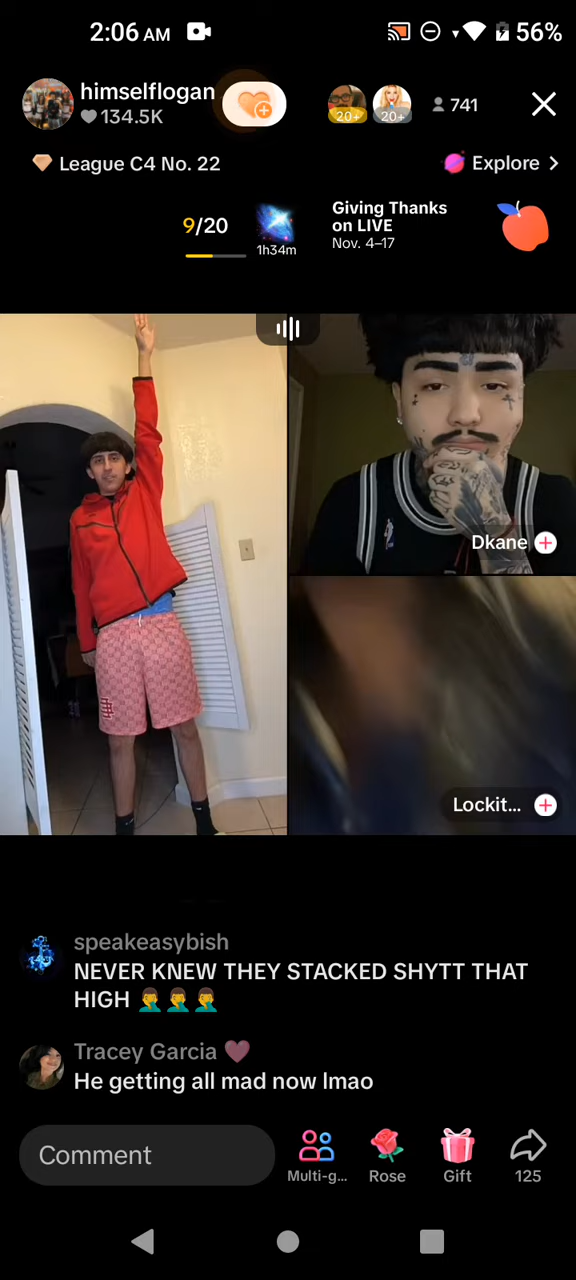 2:06 AM
56%
himselflogan
134.5K
20+
20+
741
League C4 No. 22
Explore
9/20
1h34m
Giving Thanks
on LIVE
Nov. 4–17
Dkane
Lockit...
speakeasybish
NEVER KNEW THEY STACKED SHYTT THAT
HIGH 🤦‍♂️🤦‍♂️🤦‍♂️
Tracey Garcia 💜
He getting all mad now lmao
Comment
Multi-g...
Rose
Gift
125